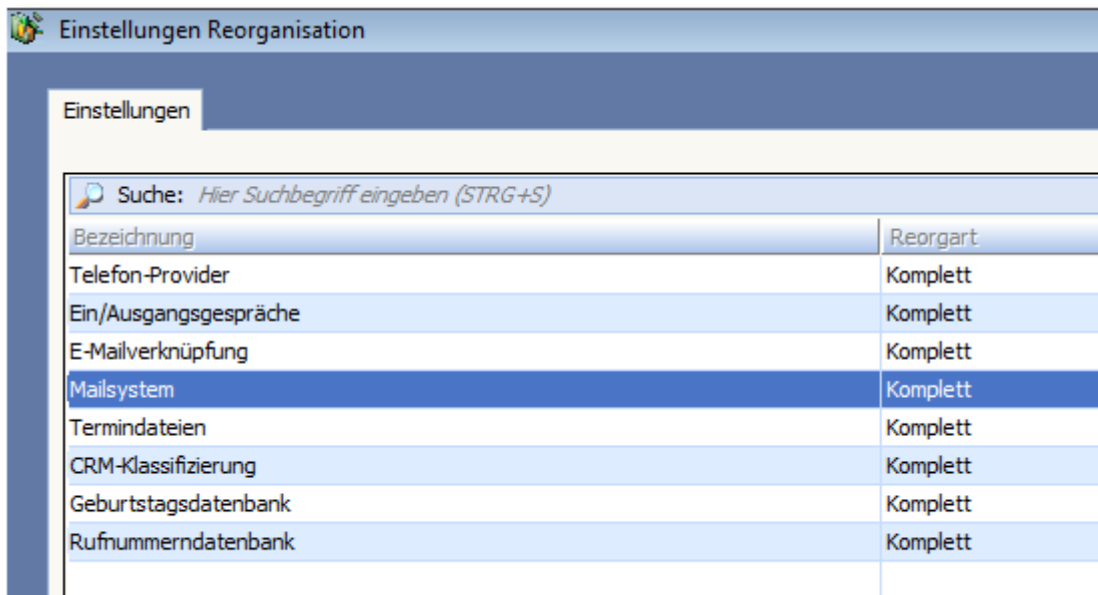 Einstellungen Reorganisation
Einstellungen
Suche: Hier Suchbegriff eingeben (STRG+S)
Bezeichnung Reorgart
Telefon-Provider Komplett
Ein/Ausgangsgespräche Komplett
E-Mailverknüpfung Komplett
Mailsystem Komplett
Termindateien Komplett
CRM-Klassifizierung Komplett
Geburtstagsdatenbank Komplett
Rufnummerndatenbank Komplett